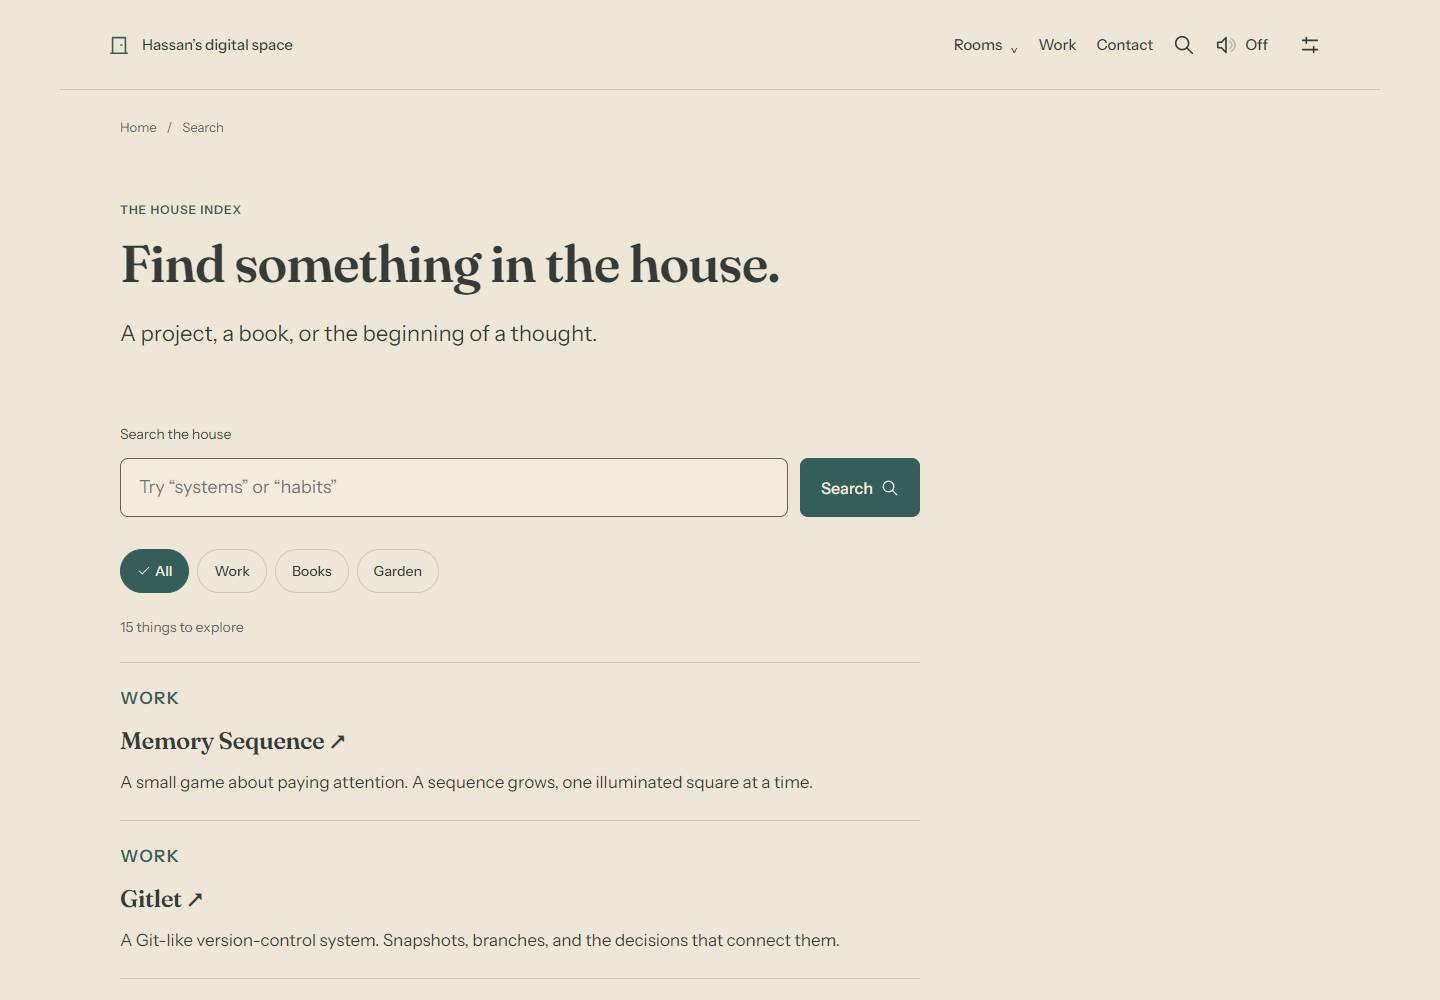 Hassan’s digital space
Rooms Work Contact Off
Home / Search
THE HOUSE INDEX
Find something in the house.
A project, a book, or the beginning of a thought.
Search the house
Try “systems” or “habits”
Search
All Work Books Garden
15 things to explore
WORK
Memory Sequence ↗
A small game about paying attention. A sequence grows, one illuminated square at a time.
WORK
Gitlet ↗
A Git-like version-control system. Snapshots, branches, and the decisions that connect them.